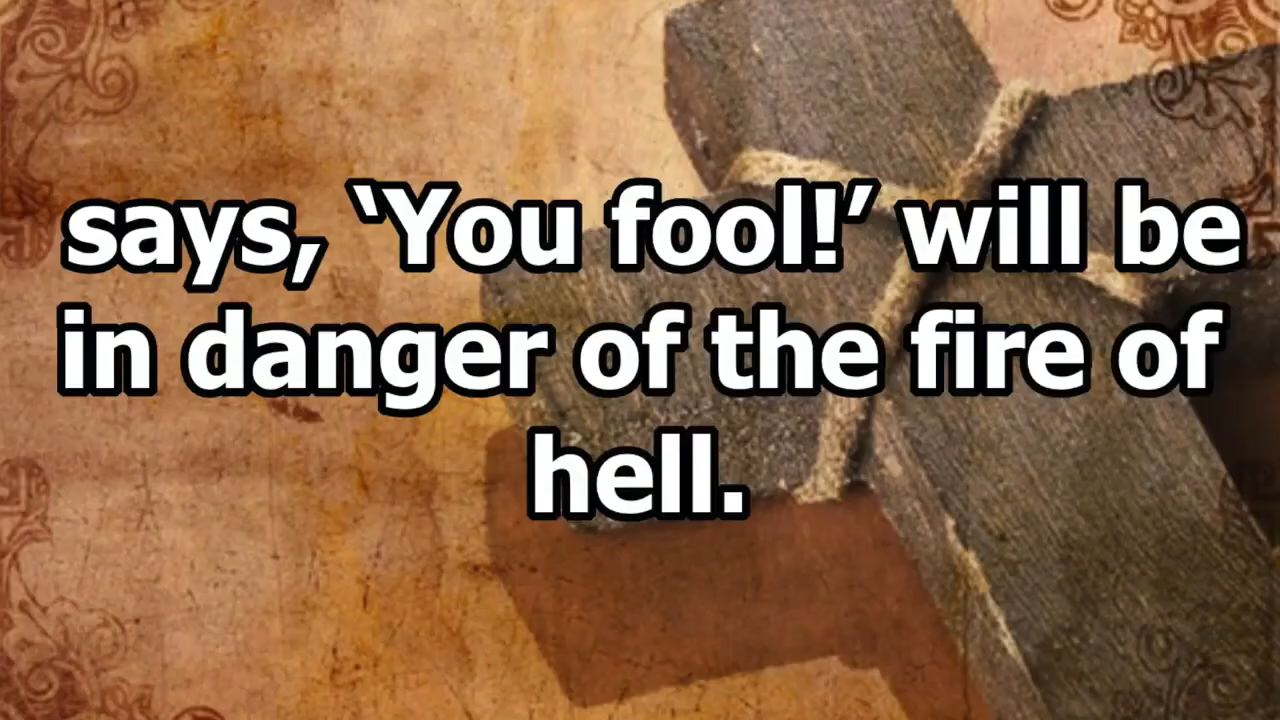 says, ‘You fool!’ will be
in danger of the fire of
hell.